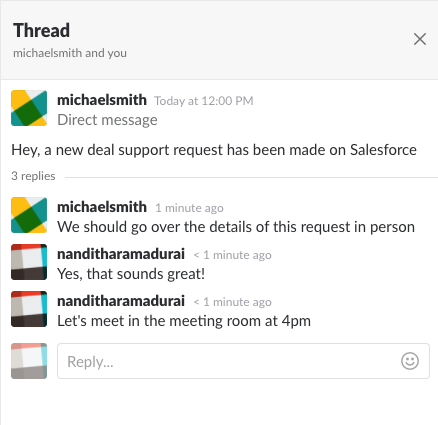 Thread
michaelsmith and you
michaelsmith Today at 12:00 PM
Direct message
Hey, a new deal support request has been made on Salesforce
3 replies
michaelsmith 1 minute ago
We should go over the details of this request in person
nanditharamadurai < 1 minute ago
Yes, that sounds great!
nanditharamadurai < 1 minute ago
Let's meet in the meeting room at 4pm
Reply...